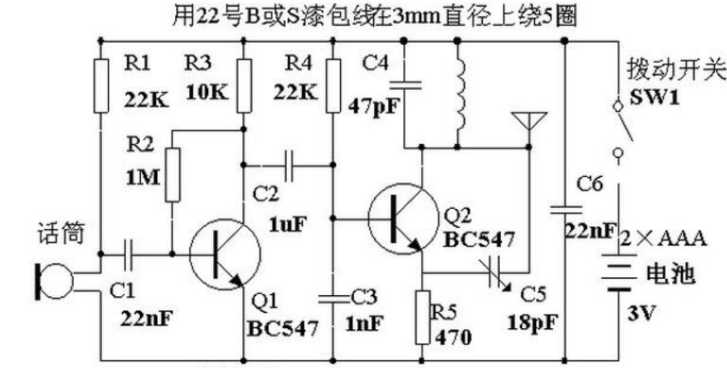 用22号B或S漆包线在3mm直径上绕5圈
R1
22K
R3
10K
R4
22K
C4
47pF
拨动开关
SW1
R2
1M
C2
1uF
Q2
BC547
C6
22nF
2×AAA
电池
3V
话筒
C1
22nF
Q1
BC547
C3
1nF
R5
470
C5
18pF